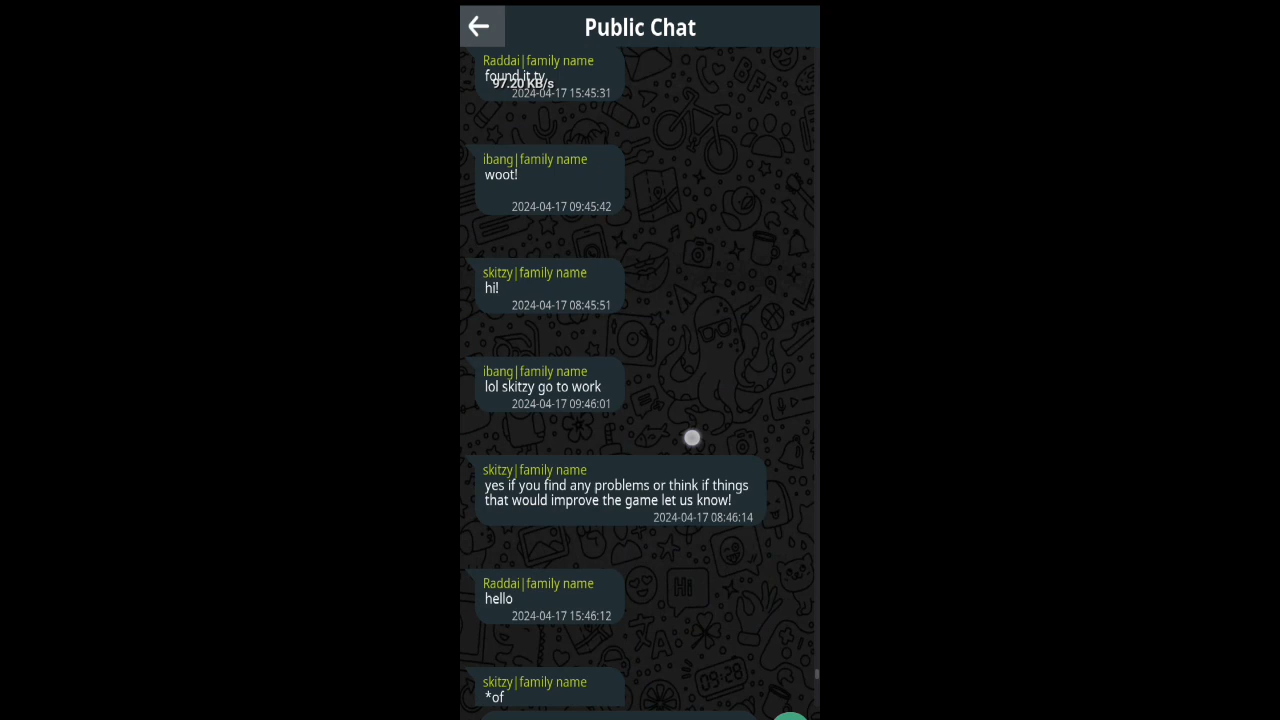 Public Chat
Raddai|family name
found it ty
97.20 KB/s
2024-04-17 15:45:31
ibang|family name
woot!
2024-04-17 09:45:42
skitzy|family name
hi!
2024-04-17 08:45:51
ibang|family name
lol skitzy go to work
2024-04-17 09:46:01
skitzy|family name
yes if you find any problems or think if things
that would improve the game let us know!
2024-04-17 08:46:14
Raddai|family name
hello
2024-04-17 15:46:12
skitzy|family name
*of
BFF
Hi
09:28